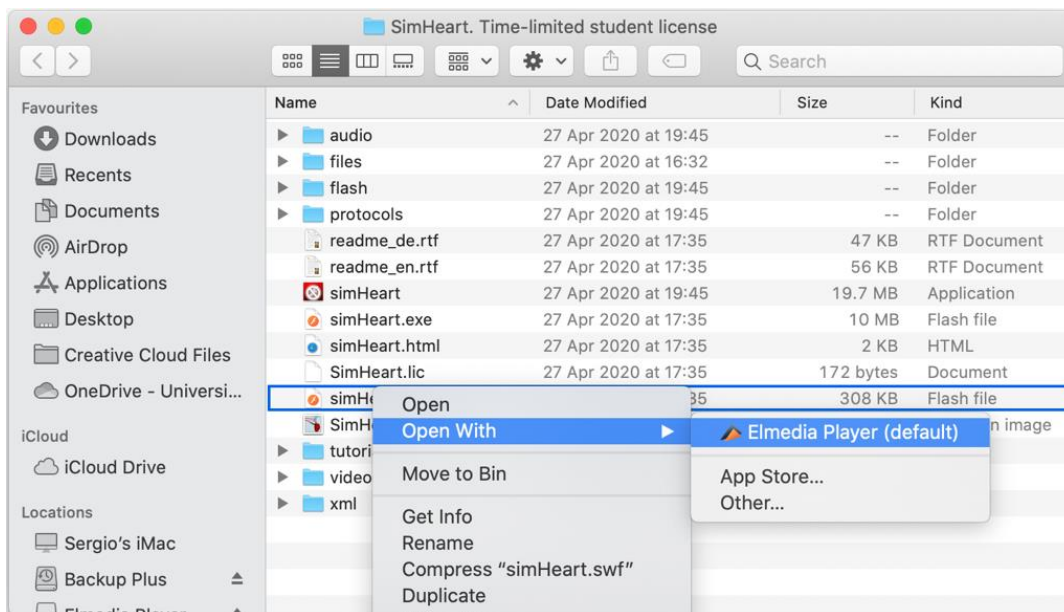 SimHeart. Time-limited student license
Search
Favourites
Downloads
Recents
Documents
AirDrop
Applications
Desktop
Creative Cloud Files
OneDrive - Universi...
iCloud
iCloud Drive
Locations
Sergio's iMac
Backup Plus
Name Date Modified Size Kind
audio 27 Apr 2020 at 19:45 -- Folder
files 27 Apr 2020 at 16:32 -- Folder
flash 27 Apr 2020 at 19:45 -- Folder
protocols 27 Apr 2020 at 19:45 -- Folder
readme_de.rtf 27 Apr 2020 at 17:35 47 KB RTF Document
readme_en.rtf 27 Apr 2020 at 17:35 56 KB RTF Document
simHeart 27 Apr 2020 at 19:45 19.7 MB Application
simHeart.exe 27 Apr 2020 at 17:35 10 MB Flash file
simHeart.html 27 Apr 2020 at 17:35 2 KB HTML
SimHeart.lic 27 Apr 2020 at 17:35 172 bytes Document
simHe 35 308 KB Flash file
SimH n image
tutori
video
xml
Open
Open With
Move to Bin
Get Info
Rename
Compress “simHeart.swf”
Duplicate
Elmedia Player (default)
App Store...
Other...